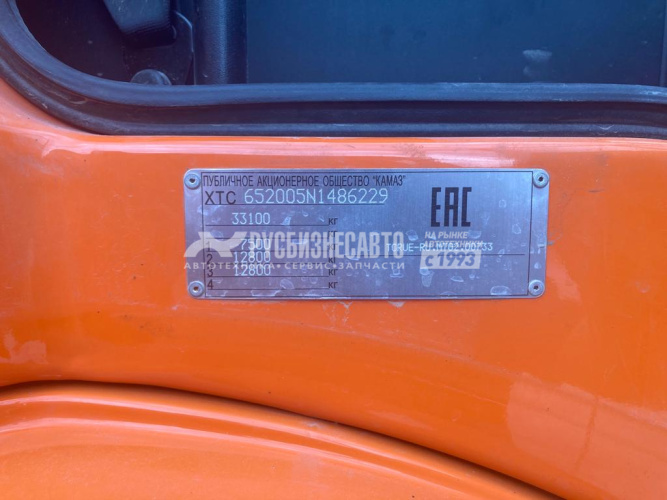 ПУБЛИЧНОЕ АКЦИОНЕРНОЕ ОБЩЕСТВО "КАМАЗ"
XTC 652005N1486229
33100 кг
кг
1 7500 кг
2 12800 кг
3 12800 кг
4 кг
EAC
РУСБИЗНЕСАВТО
АВТОТЕХНИКА•СЕРВИС•ЗАПЧАСТИ
НА РЫНКЕ
с 1993